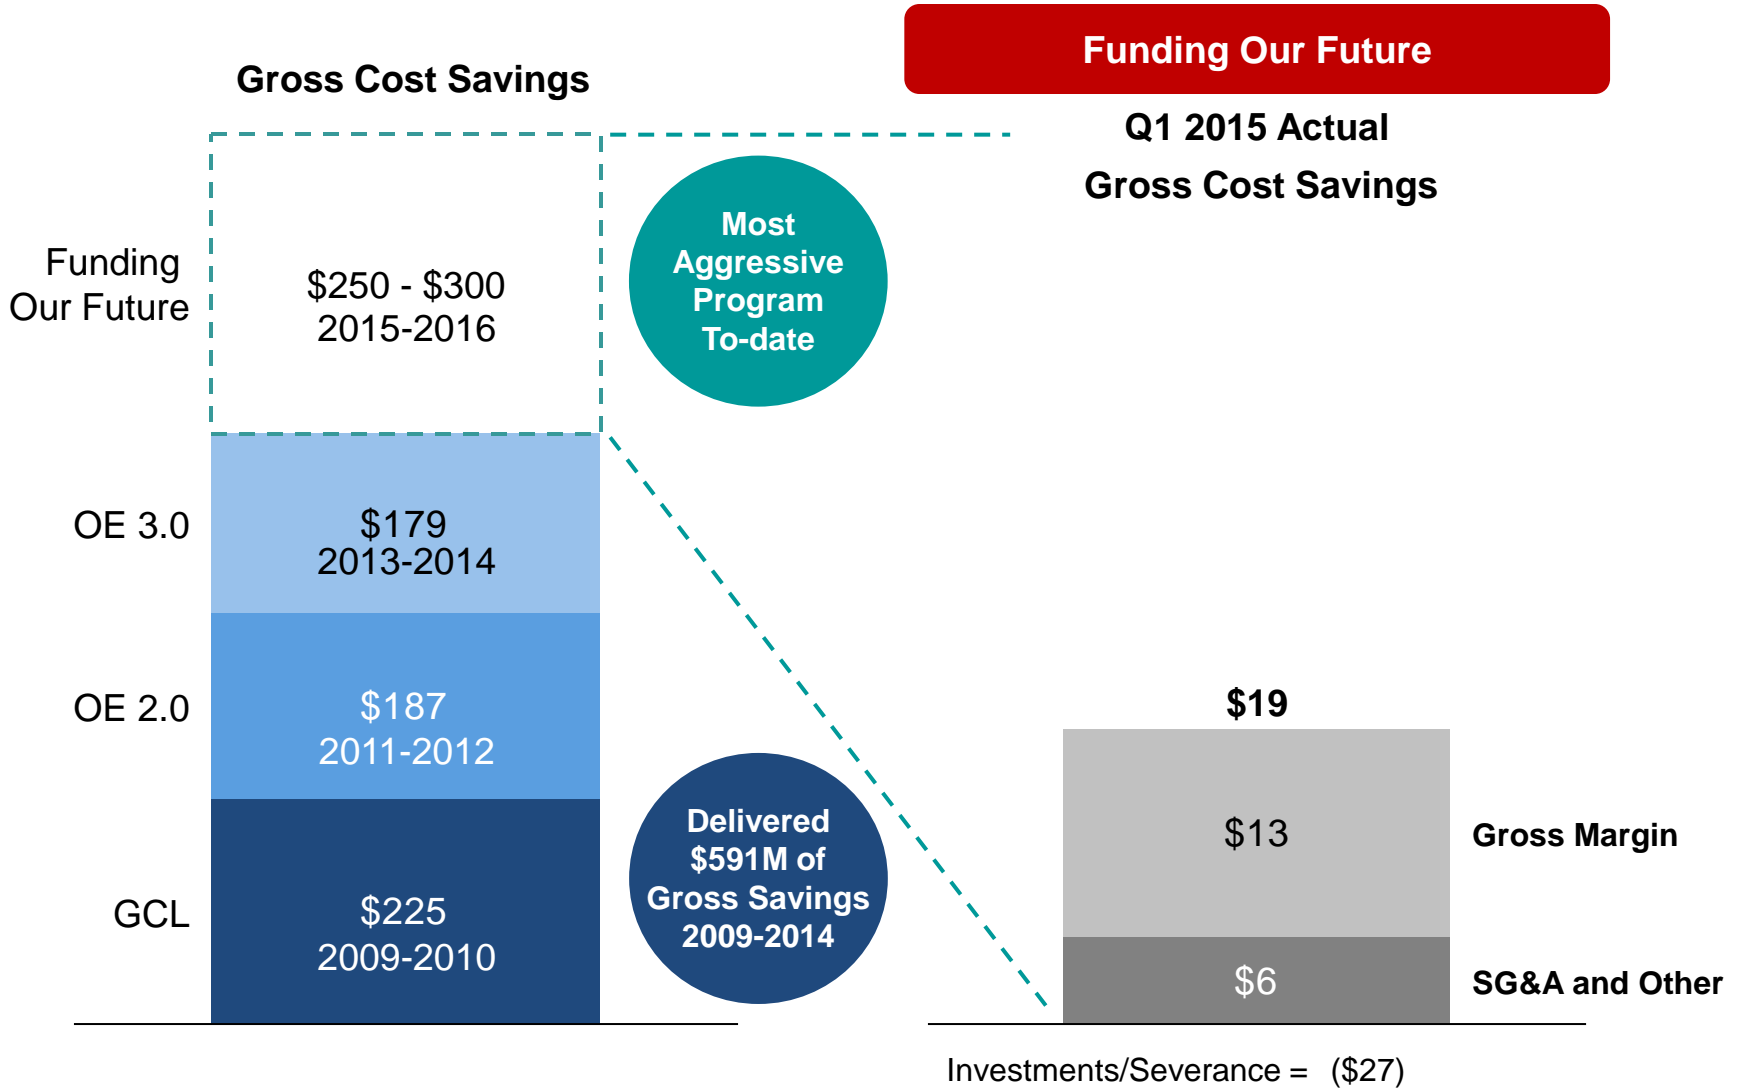 Gross Cost Savings
Funding
Our Future
$250 - $300
2015-2016
Most
Aggressive
Program
To-date
OE 3.0
$179
2013-2014
OE 2.0
$187
2011-2012
GCL
$225
2009-2010
Delivered
$591M of
Gross Savings
2009-2014
Funding Our Future
Q1 2015 Actual
Gross Cost Savings
$19
$13
Gross Margin
$6
SG&A and Other
Investments/Severance = ($27)